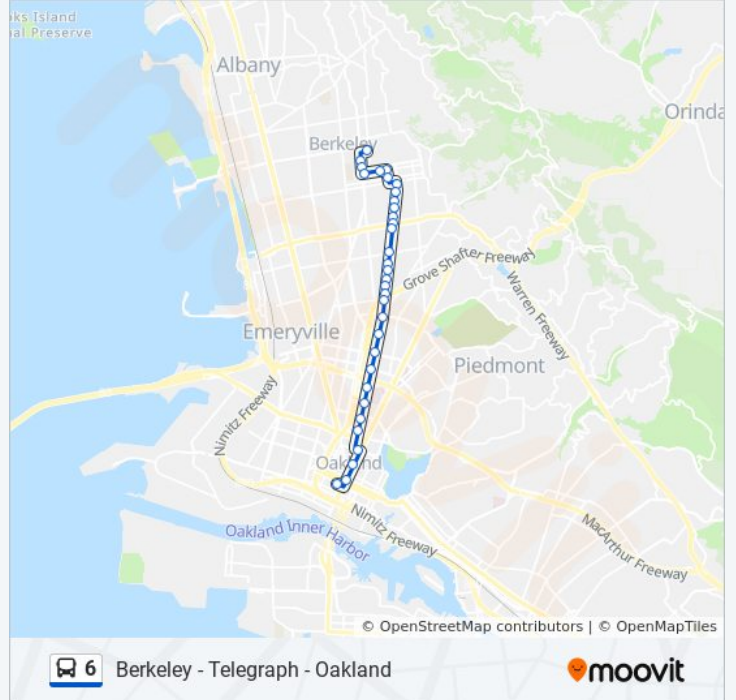 ks Island
al Preserve
Albany
Orinda
Berkeley
Grove Shafter Freeway
Warren Freeway
Emeryville
Piedmont
Nimitz Freeway
Oakland
Nimitz Freeway
Oakland Inner Harbor
MacArthur Freeway
© OpenStreetMap contributors | © OpenMapTiles
6 Berkeley - Telegraph - Oakland
moovit